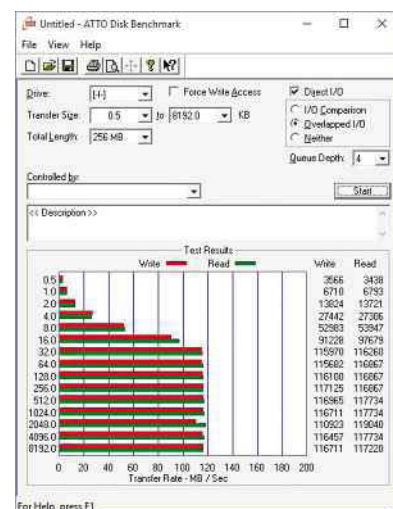 Untitled - ATTO Disk Benchmark
File View Help
Drive: [-I-] Force Write Access Direct I/O
Transfer Size: 0.5 to 8192.0 KB I/O Comparison
Overlapped I/O
Total Length: 256 MB Neither
Queue Depth: 4
Controlled by:
Start
<< Description >>
Test Results
Write Read Write Read
0.5 3566 3438
1.0 6710 6793
2.0 13824 13721
4.0 27442 27306
8.0 52983 53947
16.0 91228 97679
32.0 115970 116260
64.0 115602 116867
128.0 116100 116867
256.0 117125 116867
512.0 116965 117734
1024.0 116711 117734
2048.0 110923 119040
4096.0 116457 117734
8192.0 116711 117220
0 20 40 60 80 100 120 140 160 180 200
Transfer Rate - MB / Sec
For Help, press F1